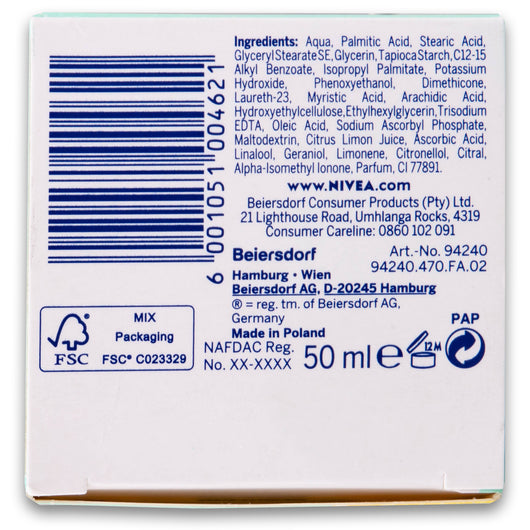 Ingredients: Aqua, Palmitic Acid, Stearic Acid,
Glyceryl Stearate SE, Glycerin, Tapioca Starch, C12-15
Alkyl Benzoate, Isopropyl Palmitate, Potassium
Hydroxide, Phenoxyethanol, Dimethicone,
Laureth-23, Myristic Acid, Arachidic Acid,
Hydroxyethylcellulose, Ethylhexylglycerin, Trisodium
EDTA, Oleic Acid, Sodium Ascorbyl Phosphate,
Maltodextrin, Citrus Limon Juice, Ascorbic Acid,
Linalool, Geraniol, Limonene, Citronellol, Citral,
Alpha-Isomethyl Ionone, Parfum, CI 77891.
www.NIVEA.com
Beiersdorf Consumer Products (Pty) Ltd.
21 Lighthouse Road, Umhlanga Rocks, 4319
Consumer Careline: 0860 102 091
6 001051 004621
Beiersdorf
Art.-No. 94240
94240.470.FA.02
Hamburg • Wien
Beiersdorf AG, D-20245 Hamburg
® = reg. tm. of Beiersdorf AG,
Germany
Made in Poland
NAFDAC Reg.
No. XX-XXXX
50 ml e
12 M
PAP
FSC
MIX
Packaging
FSC® C023329